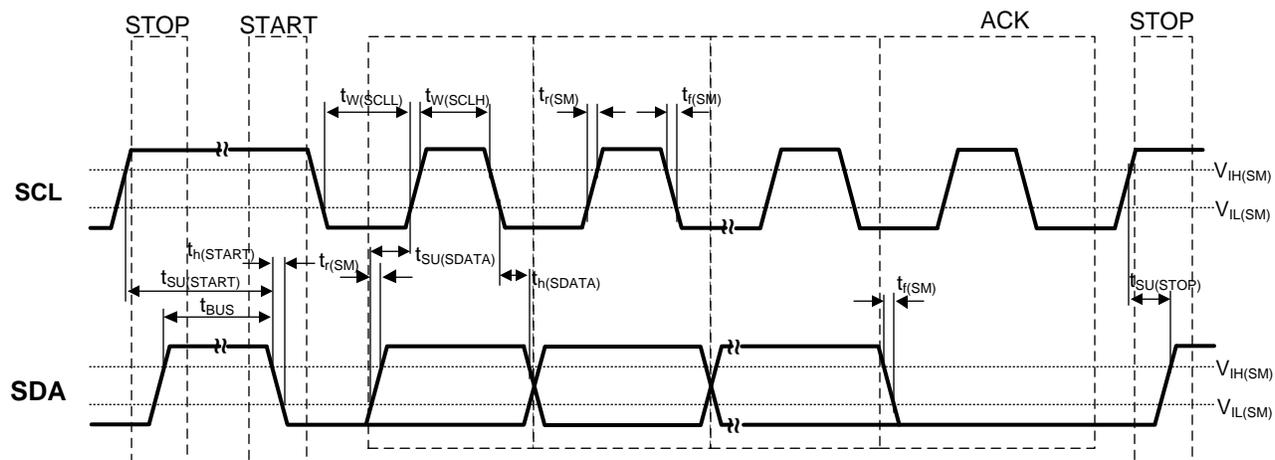 STOP
START
ACK
STOP
tW(SCLL)
tW(SCLH)
tr(SM)
tf(SM)
SCL
VIH(SM)
VIL(SM)
th(START)
tr(SM)
tSU(SDATA)
tSU(START)
th(SDATA)
tf(SM)
tSU(STOP)
tBUS
SDA
VIH(SM)
VIL(SM)